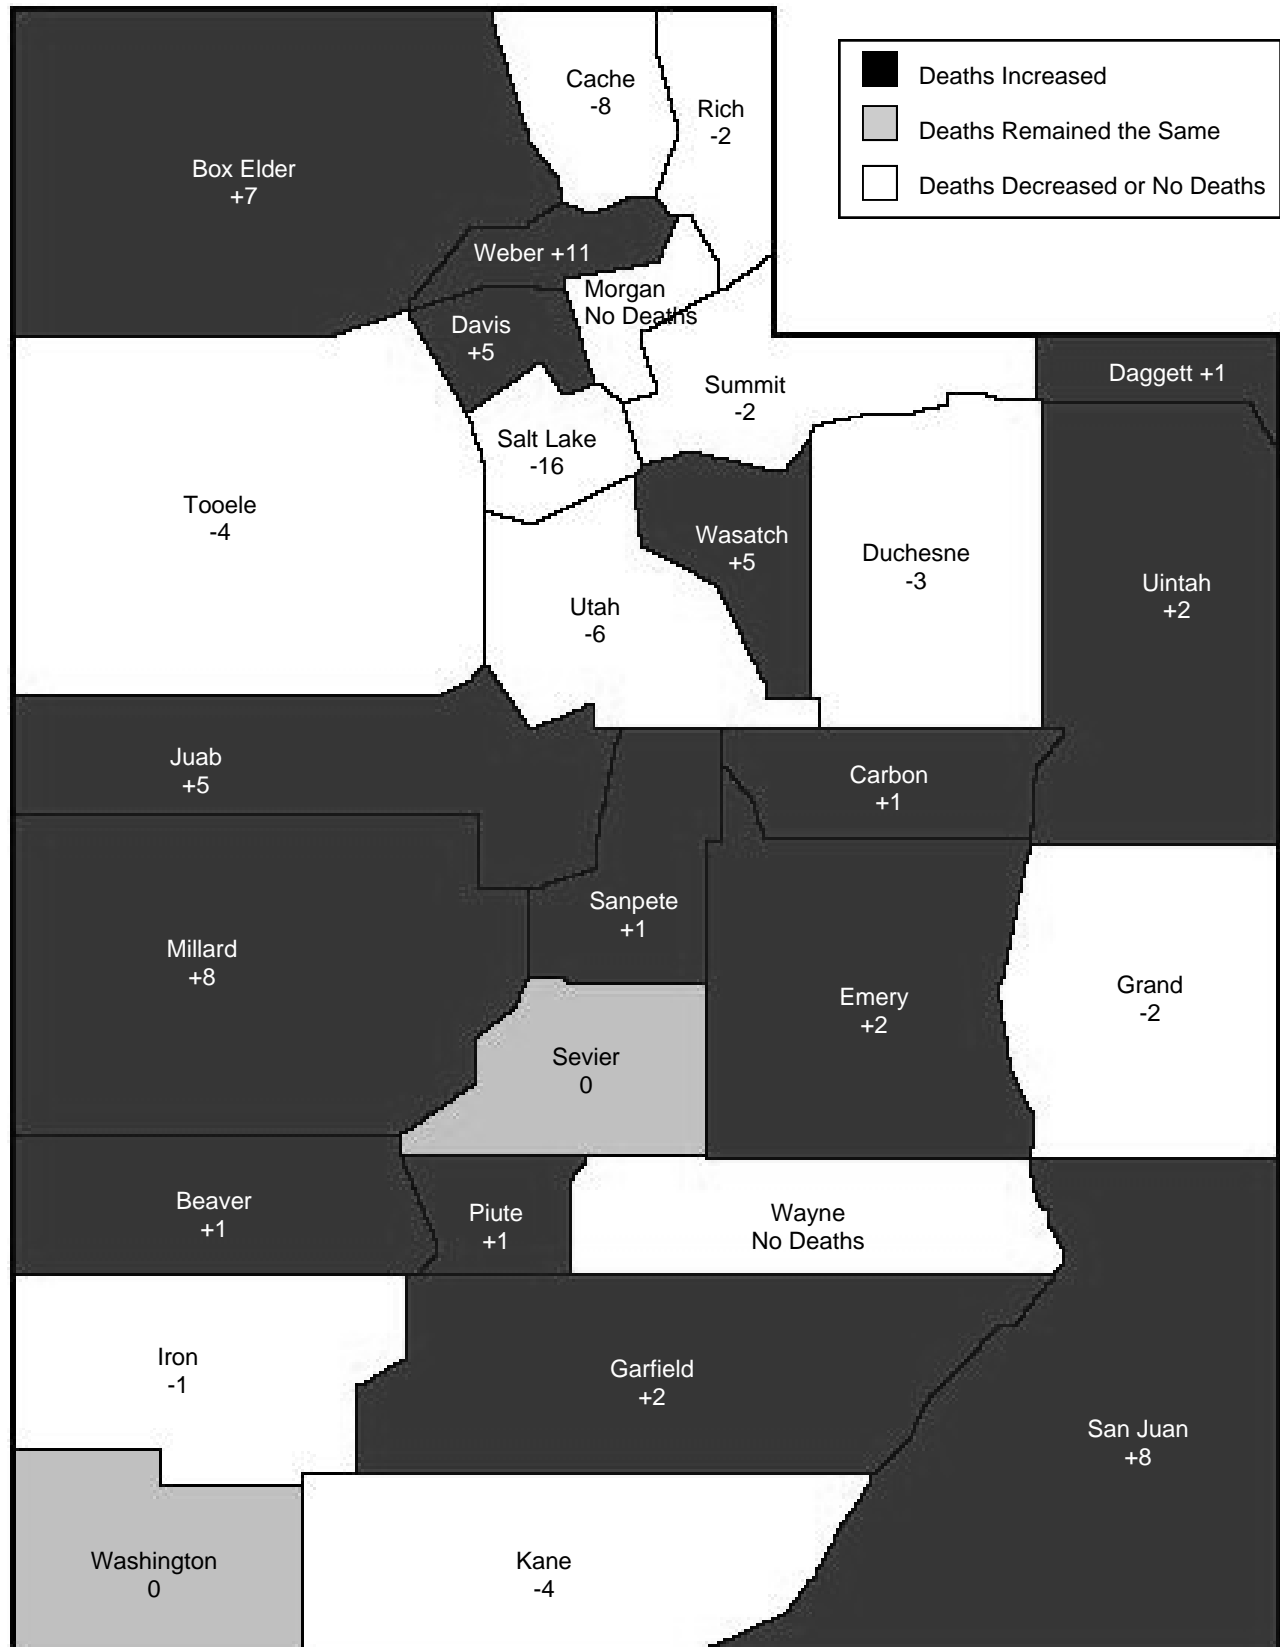 Cache
-8
Rich
-2
Deaths Increased
Deaths Remained the Same
Deaths Decreased or No Deaths
Box Elder
+7
Weber +11
Morgan
No Deaths
Davis
+5
Summit
-2
Daggett +1
Salt Lake
-16
Tooele
-4
Wasatch
+5
Duchesne
-3
Uintah
+2
Utah
-6
Juab
+5
Carbon
+1
Sanpete
+1
Millard
+8
Emery
+2
Grand
-2
Sevier
0
Beaver
+1
Piute
+1
Wayne
No Deaths
Iron
-1
Garfield
+2
San Juan
+8
Washington
0
Kane
-4